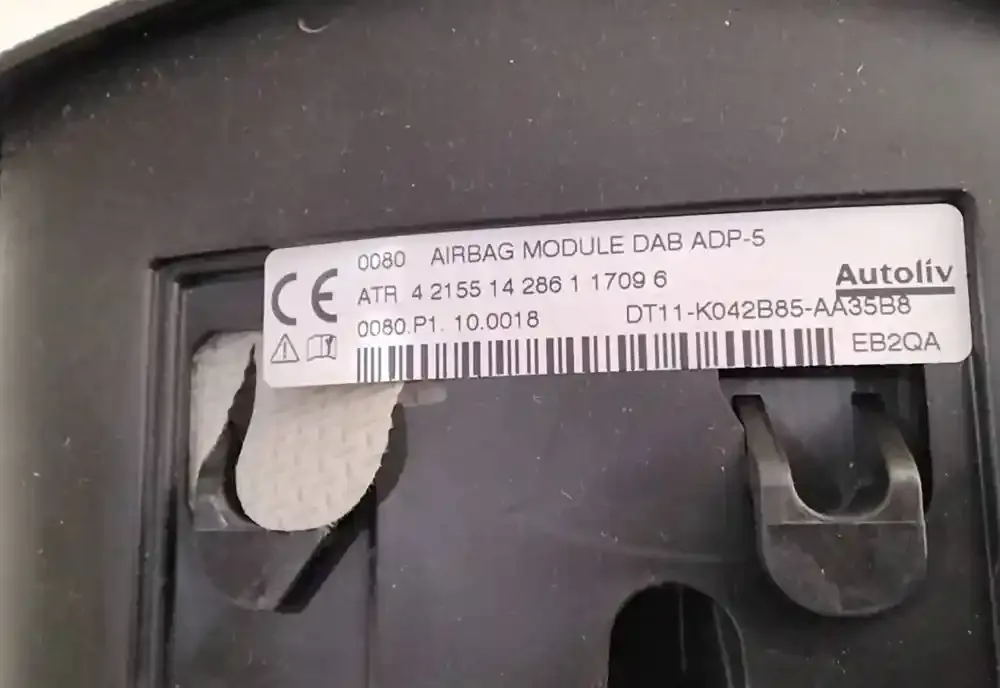 CE
0080 AIRBAG MODULE DAB ADP-5
ATR 4 2155 14 286 1 1709 6
Autoliv
0080.P1. 10.0018 DT11-K042B85-AA35B8
EB2QA